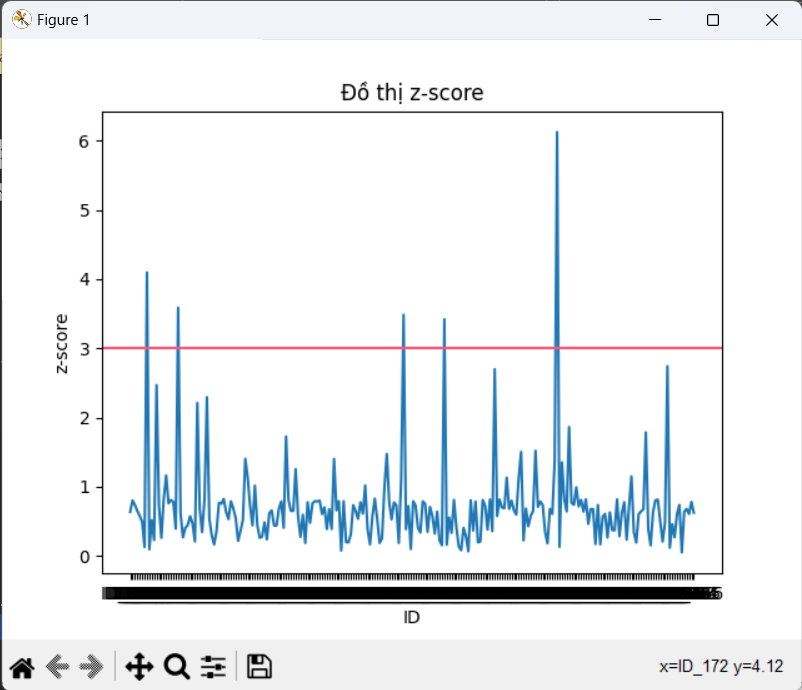 Figure 1
Đồ thị z-score
6
5
4
3
2
1
0
z-score
ID
x=ID_172 y=4.12